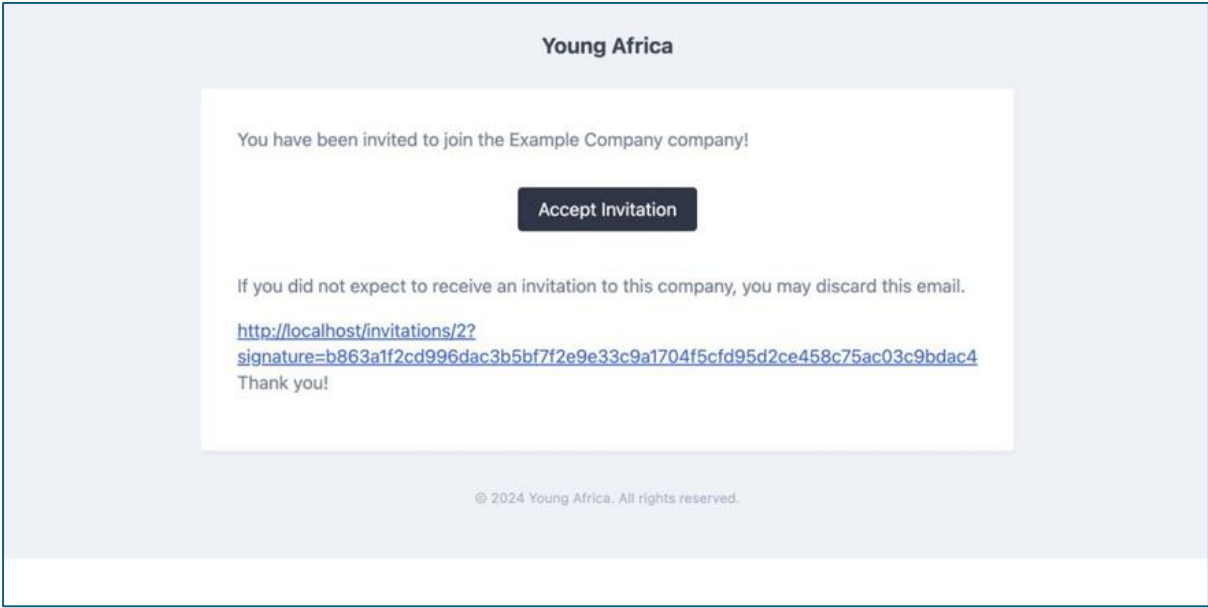 Young Africa
You have been invited to join the Example Company company!
Accept Invitation
If you did not expect to receive an invitation to this company, you may discard this email.
http://localhost/invitations/2?
signature=b863a1f2cd996dac3b5bf7f2e9e33c9a1704f5cfd95d2ce458c75ac03c9bdac4
Thank you!
© 2024 Young Africa. All rights reserved.